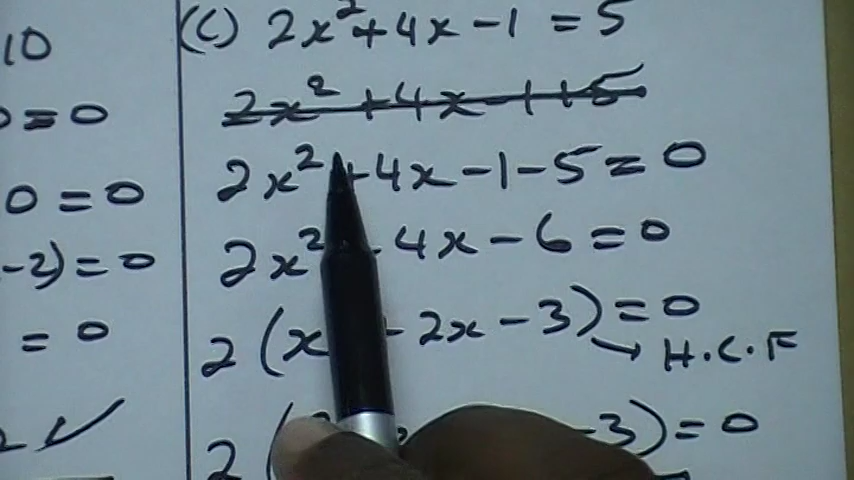 10
= 0
0 = 0
-2) = 0
= 0
(C) 2x² + 4x - 1 = 5
2x² + 4x - 1 + 5
2x² + 4x - 1 - 5 = 0
2x² 4x - 6 = 0
2(x 2x - 3) = 0
→ H.C.F
2( - 3) = 0